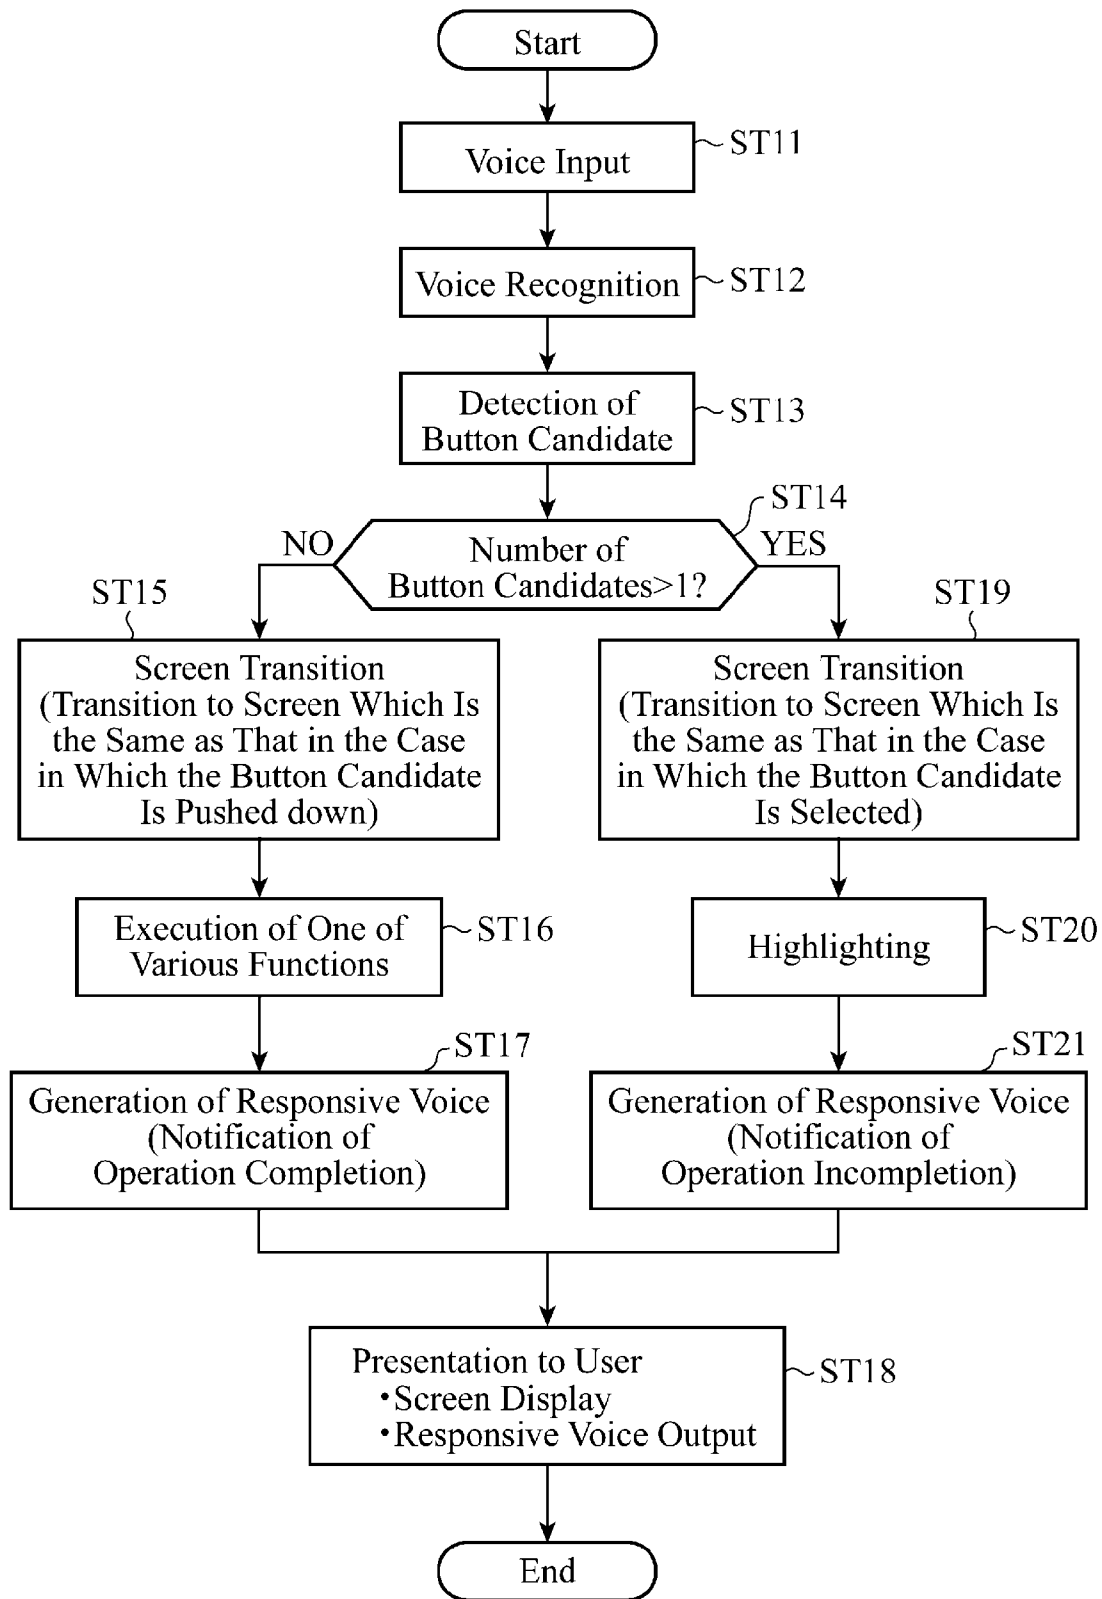 Start
Voice Input
ST11
Voice Recognition
ST12
Detection of
Button Candidate
ST13
ST14
Number of
Button Candidates>1?
NO
YES
ST15
Screen Transition
(Transition to Screen Which Is
the Same as That in the Case
in Which the Button Candidate
Is Pushed down)
ST19
Screen Transition
(Transition to Screen Which Is
the Same as That in the Case
in Which the Button Candidate
Is Selected)
Execution of One of
Various Functions
ST16
Highlighting
ST20
ST17
Generation of Responsive Voice
(Notification of
Operation Completion)
ST21
Generation of Responsive Voice
(Notification of
Operation Incompletion)
Presentation to User
・Screen Display
・Responsive Voice Output
ST18
End